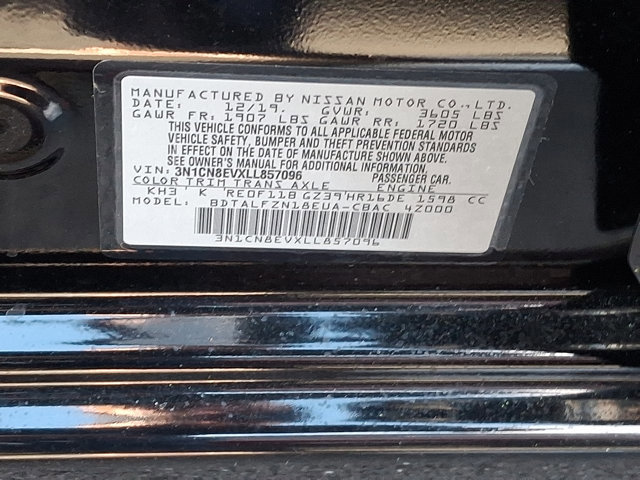 MANUFACTURED BY NISSAN MOTOR CO., LTD.
DATE: 12/19. GVWR: 3605 LBS
GAWR FR: 1907 LBS GAWR RR: 1720 LBS
THIS VEHICLE CONFORMS TO ALL APPLICABLE FEDERAL MOTOR
VEHICLE SAFETY, BUMPER AND THEFT PREVENTION STANDARDS
IN EFFECT ON THE DATE OF MANUFACTURE SHOWN ABOVE.
SEE OWNER'S MANUAL FOR ADDITIONAL INFORMATION.
VIN: 3N1CN8EVXLL857096 PASSENGER CAR.
COLOR TRIM TRANS AXLE ENGINE
KH3 K RE0F11B GZ39 HR16DE 1598 CC
MODEL: BDTALFZN18EUA-CBAC 4Z000
3N1CN8EVXLL857096